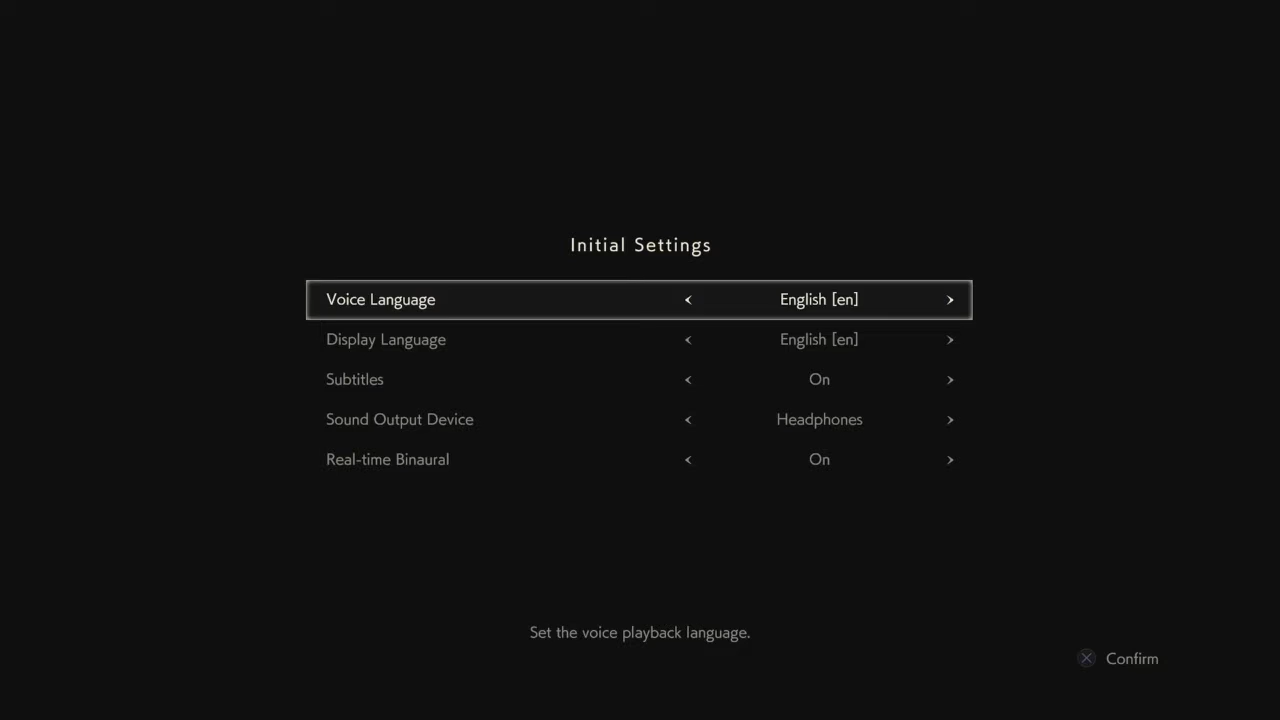 Initial Settings
Voice Language < English [en] >
Display Language < English [en] >
Subtitles < On >
Sound Output Device < Headphones >
Real-time Binaural < On >
Set the voice playback language.
Confirm